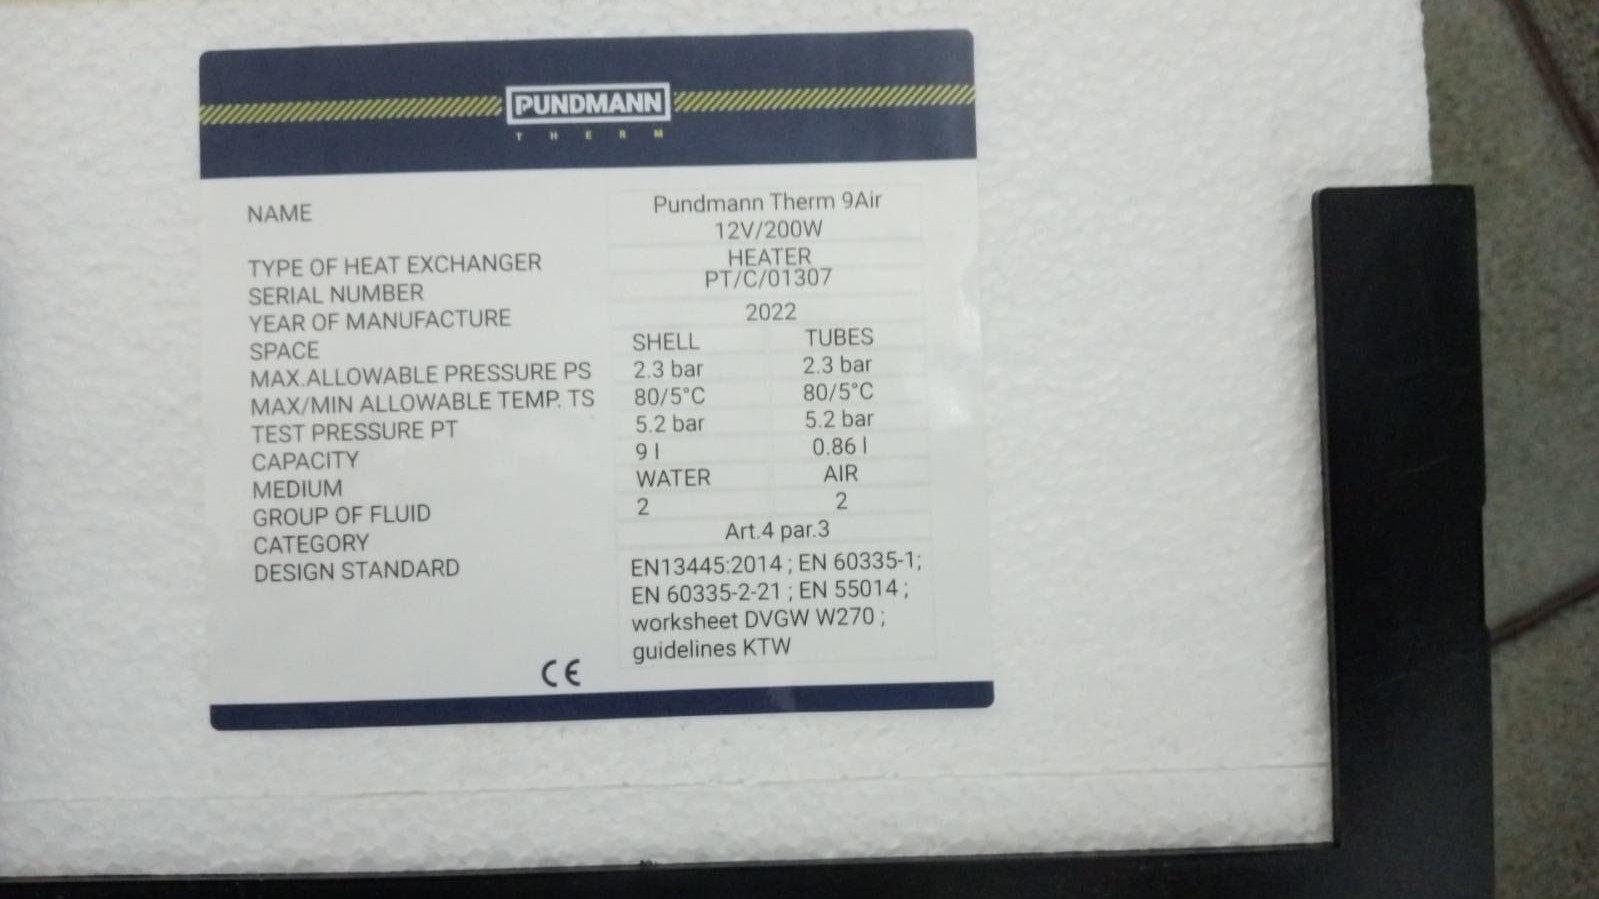 PUNDMANN
THERM
NAME Pundmann Therm 9Air
12V/200W
TYPE OF HEAT EXCHANGER HEATER
SERIAL NUMBER PT/C/01307
YEAR OF MANUFACTURE 2022
SPACE SHELL TUBES
MAX.ALLOWABLE PRESSURE PS 2.3 bar 2.3 bar
MAX/MIN ALLOWABLE TEMP. TS 80/5°C 80/5°C
TEST PRESSURE PT 5.2 bar 5.2 bar
CAPACITY 9 l 0.86 l
MEDIUM WATER AIR
GROUP OF FLUID 2 2
CATEGORY Art.4 par.3
DESIGN STANDARD EN13445:2014 ; EN 60335-1;
EN 60335-2-21 ; EN 55014 ;
worksheet DVGW W270 ;
guidelines KTW
CE